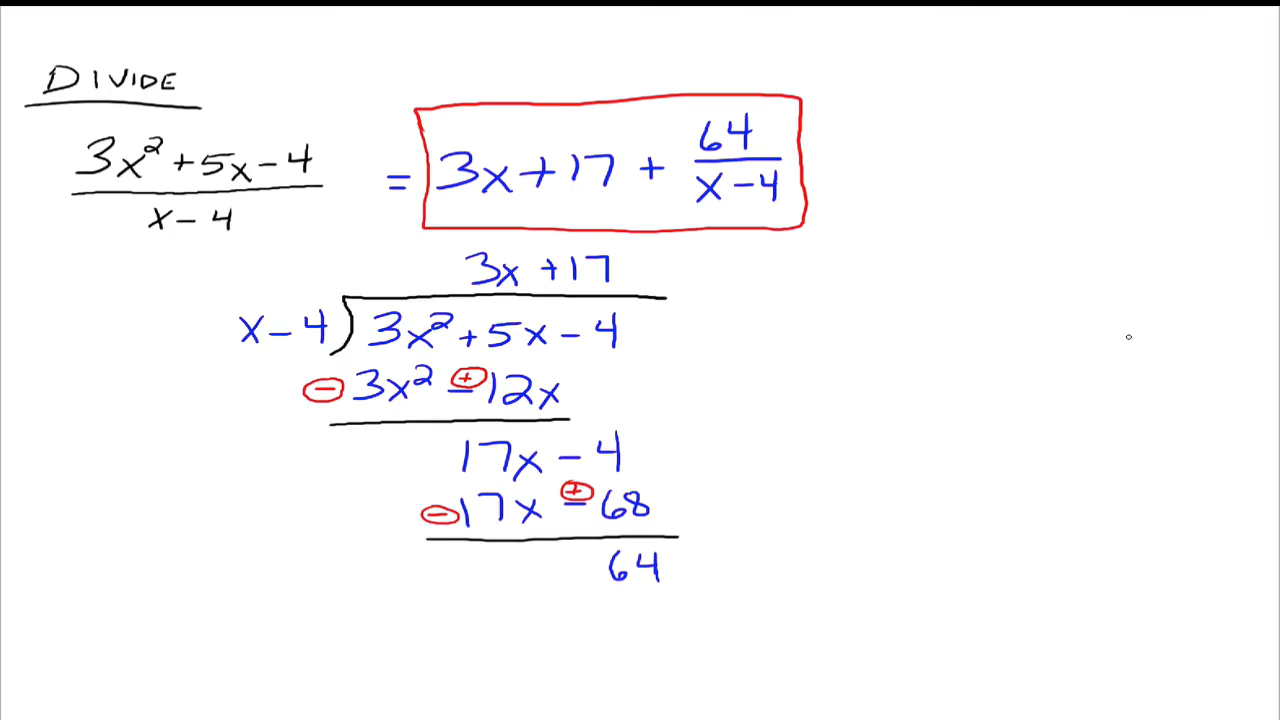 DIVIDE
(3x² + 5x − 4)/(x − 4) = 3x + 17 + 64/(x − 4)
3x + 17
x − 4 ) 3x² + 5x − 4
⊖ 3x² − ⊕ 12x
17x − 4
⊖ 17x − ⊕ 68
64